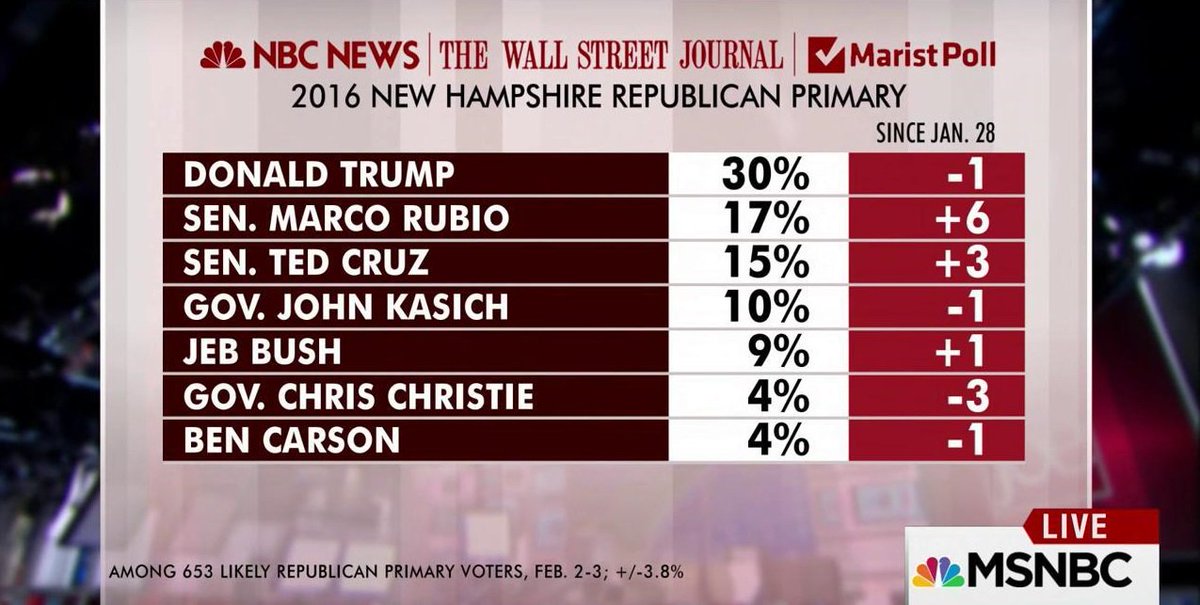 NBC NEWS | THE WALL STREET JOURNAL | Marist Poll
2016 NEW HAMPSHIRE REPUBLICAN PRIMARY
SINCE JAN. 28
DONALD TRUMP 30% -1
SEN. MARCO RUBIO 17% +6
SEN. TED CRUZ 15% +3
GOV. JOHN KASICH 10% -1
JEB BUSH 9% +1
GOV. CHRIS CHRISTIE 4% -3
BEN CARSON 4% -1
LIVE
MSNBC
AMONG 653 LIKELY REPUBLICAN PRIMARY VOTERS, FEB. 2-3; +/-3.8%